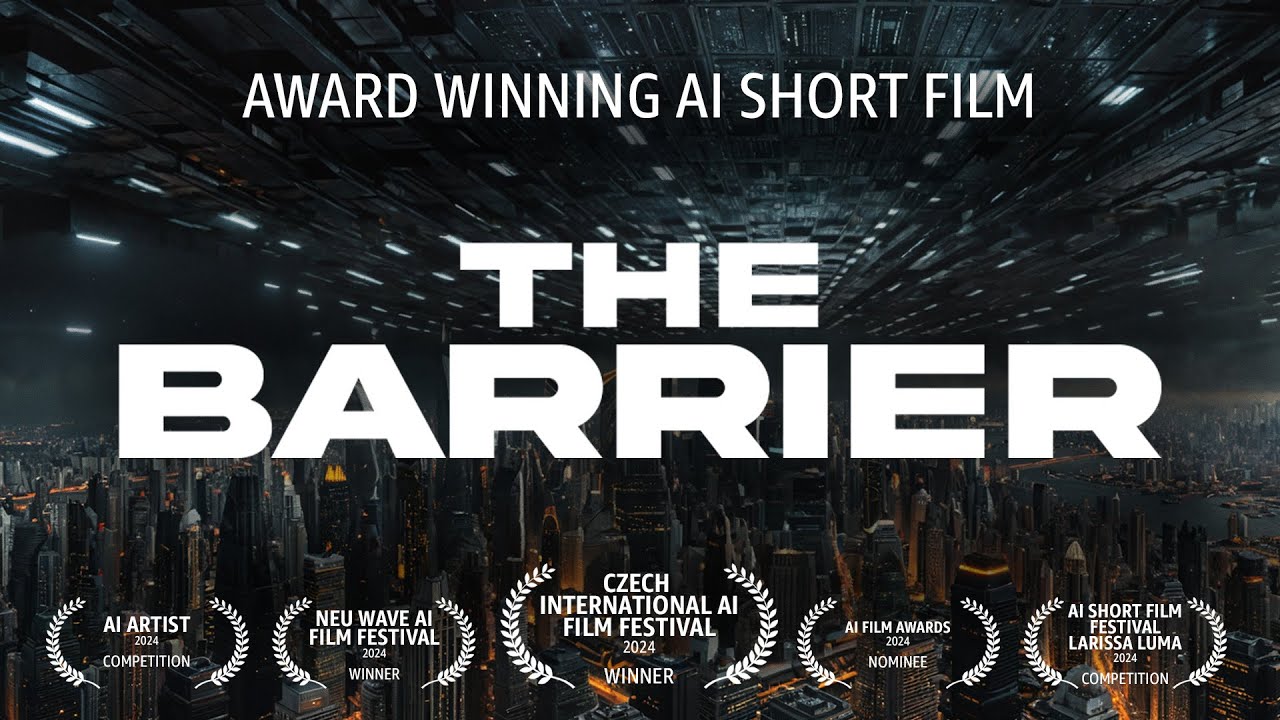 AWARD WINNING AI SHORT FILM
THE
BARRIER
AI ARTIST
2024
COMPETITION
NEU WAVE AI
FILM FESTIVAL
2024
WINNER
CZECH
INTERNATIONAL AI
FILM FESTIVAL
2024
WINNER
AI FILM AWARDS
2024
NOMINEE
AI SHORT FILM
FESTIVAL
LARISSA LUMA
2024
COMPETITION